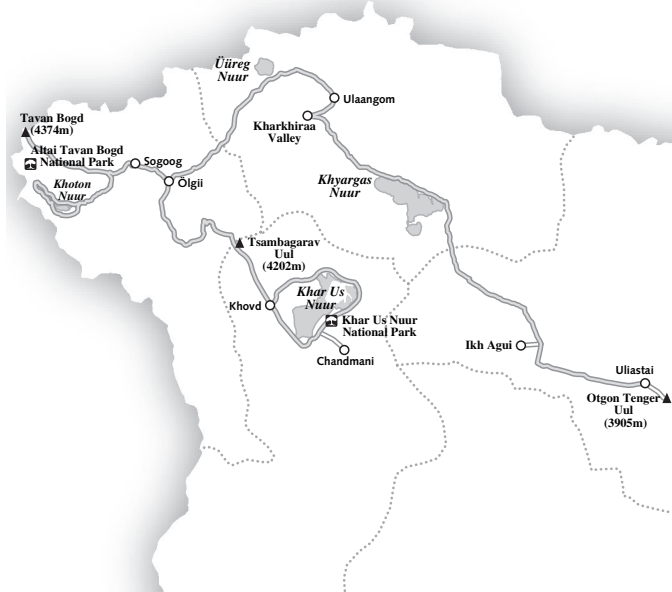 Üüreg
Nuur
Ulaangom
Tavan Bogd
(4374m)
Kharkhiraa
Valley
Altai Tavan Bogd
National Park
Sogoog
Khoton
Nuur
Ölgii
Khyargas
Nuur
Tsambagarav
Uul
(4202m)
Khar Us
Nuur
Khovd
Khar Us Nuur
National Park
Chandmani
Ikh Agui
Uliastai
Otgon Tenger
Uul
(3905m)